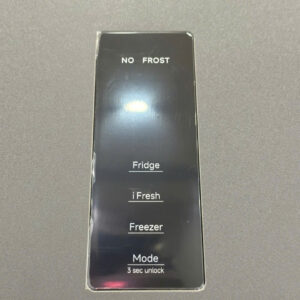 NO FROST
Fridge
i Fresh
Freezer
Mode
3 sec unlock